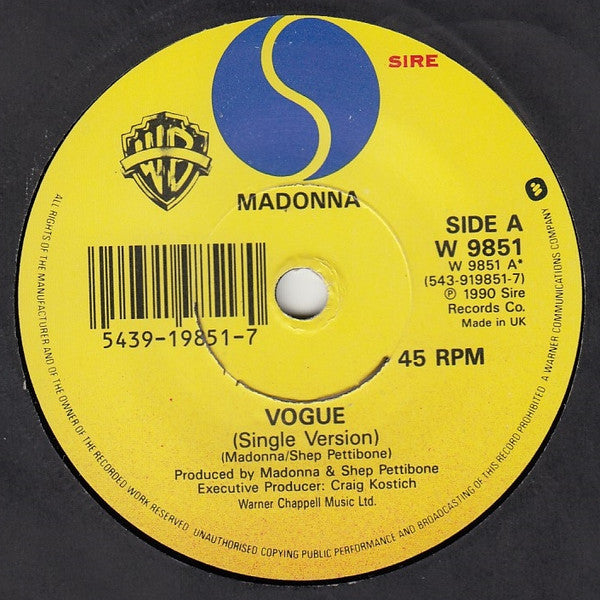 SIRE
WB
MADONNA
SIDE A
W 9851
W 9851 A*
(543-919851-7)
℗ 1990 Sire
Records Co.
Made in UK
5439-19851-7
45 RPM
VOGUE
(Single Version)
(Madonna/Shep Pettibone)
Produced by Madonna & Shep Pettibone
Executive Producer: Craig Kostich
Warner Chappell Music Ltd.
ALL RIGHTS OF THE MANUFACTURER AND OF THE OWNER OF THE RECORDED WORK RESERVED. UNAUTHORISED COPYING PUBLIC PERFORMANCE AND BROADCASTING OF THIS RECORD PROHIBITED. A WARNER COMMUNICATIONS COMPANY